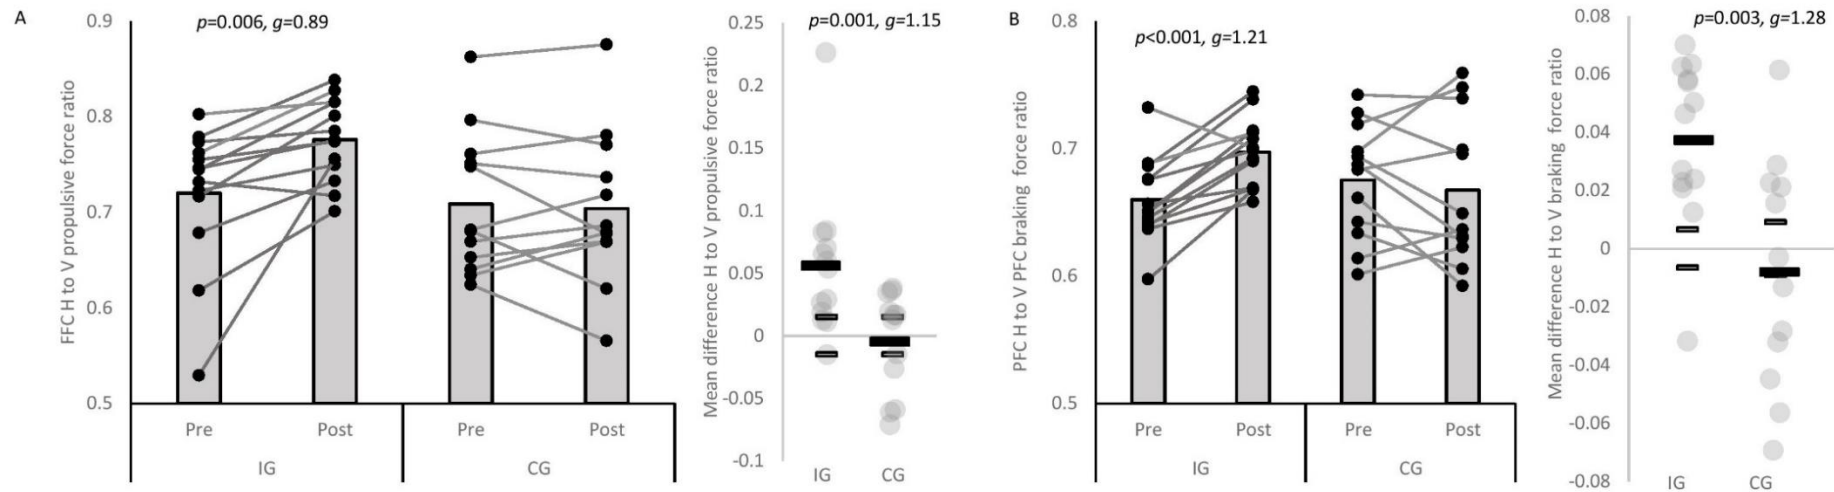 A
p=0.006, g=0.89
FFC H to V propulsive force ratio
0.9
0.8
0.7
0.6
0.5
Pre
Post
Pre
Post
IG
CG
p=0.001, g=1.15
Mean difference H to V propulsive force ratio
0.25
0.2
0.15
0.1
0.05
0
-0.05
-0.1
IG
CG
B
p<0.001, g=1.21
PFC H to V PFC braking force ratio
0.8
0.7
0.6
0.5
Pre
Post
Pre
Post
IG
CG
p=0.003, g=1.28
Mean difference H to V braking force ratio
0.08
0.06
0.04
0.02
0
-0.02
-0.04
-0.06
-0.08
IG
CG